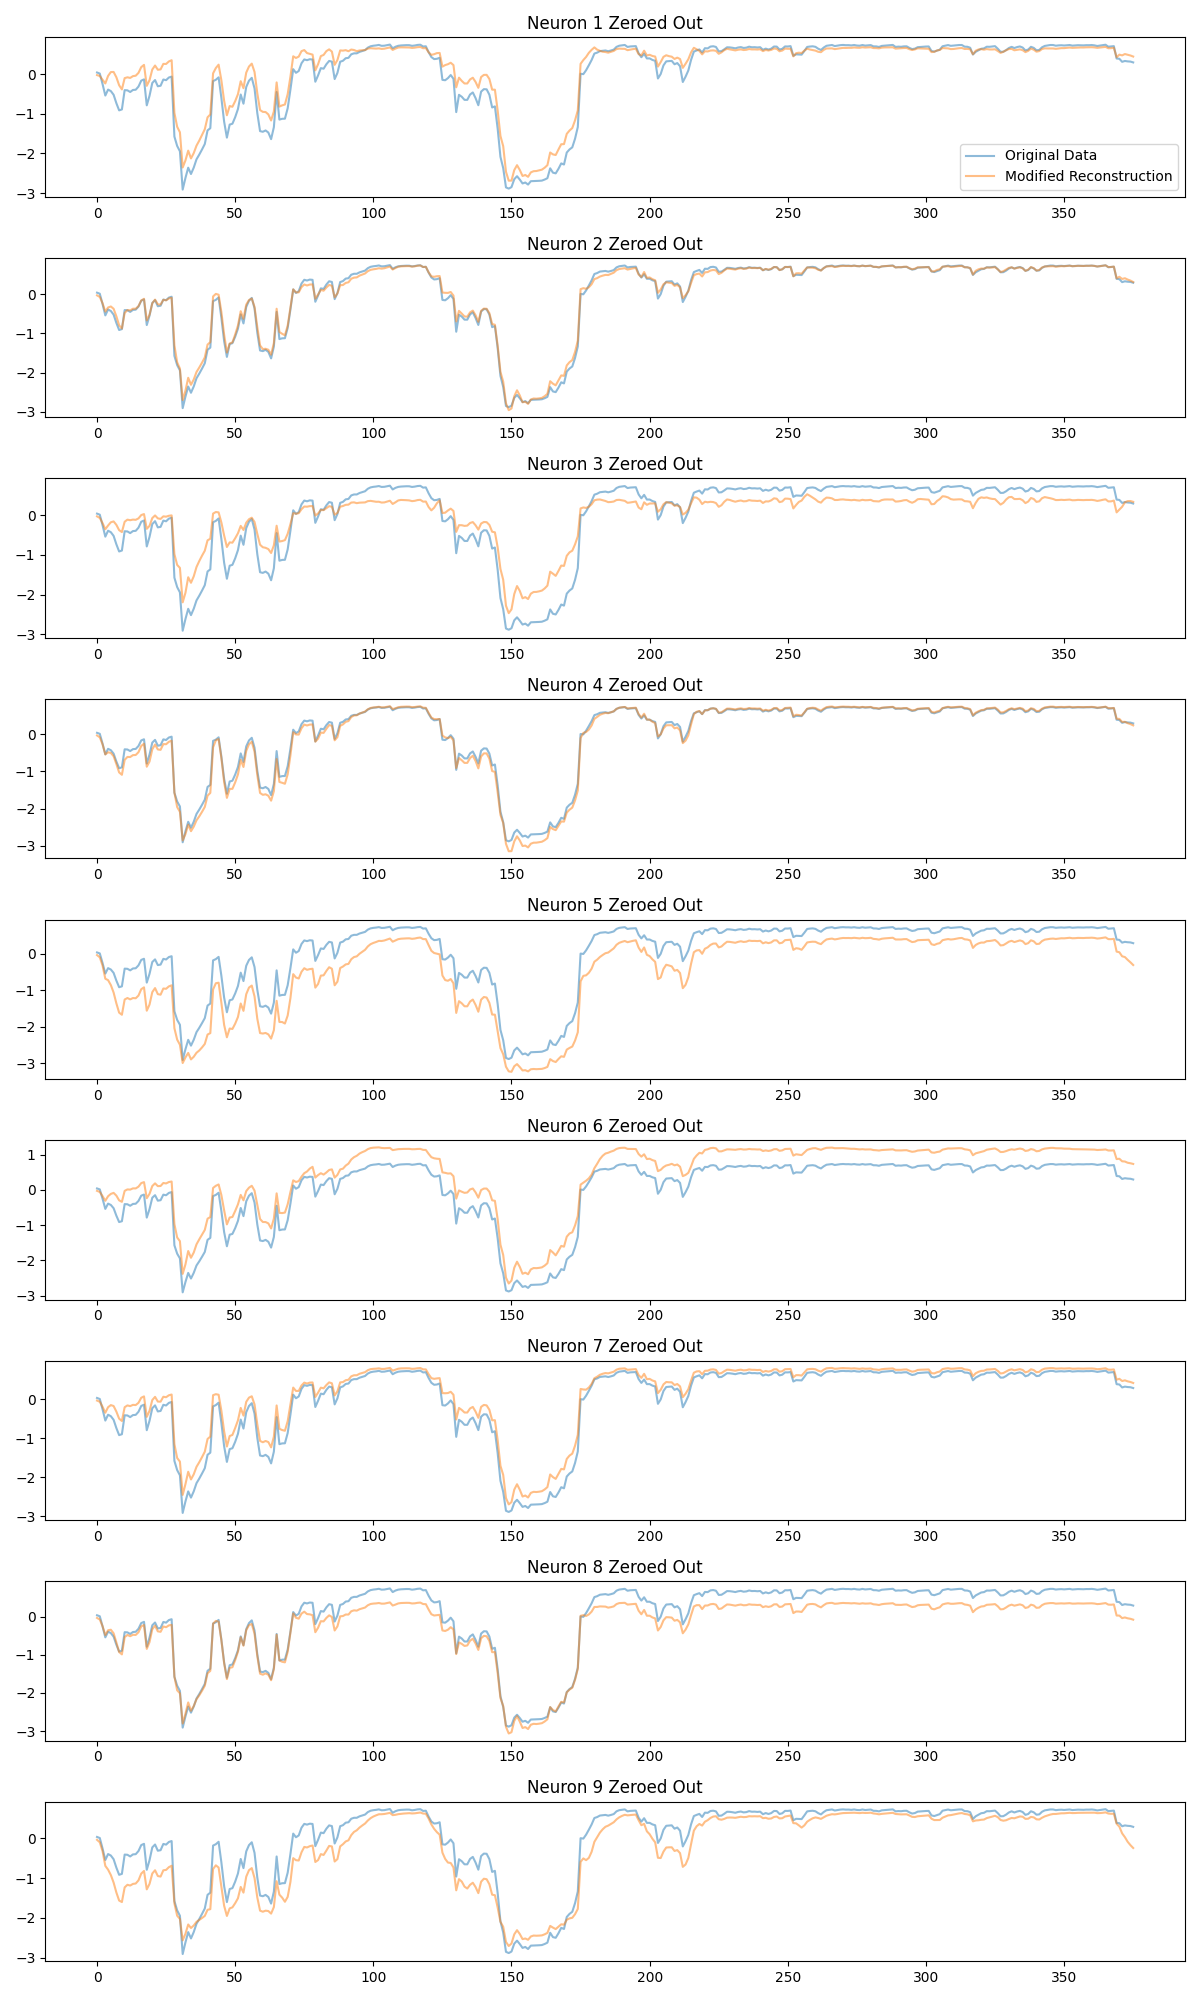 Neuron 1 Zeroed Out
0
−1
−2
−3
Original Data
Modified Reconstruction
0 50 100 150 200 250 300 350
Neuron 2 Zeroed Out
0
−1
−2
−3
0 50 100 150 200 250 300 350
Neuron 3 Zeroed Out
0
−1
−2
−3
0 50 100 150 200 250 300 350
Neuron 4 Zeroed Out
0
−1
−2
−3
0 50 100 150 200 250 300 350
Neuron 5 Zeroed Out
0
−1
−2
−3
0 50 100 150 200 250 300 350
Neuron 6 Zeroed Out
1
0
−1
−2
−3
0 50 100 150 200 250 300 350
Neuron 7 Zeroed Out
0
−1
−2
−3
0 50 100 150 200 250 300 350
Neuron 8 Zeroed Out
0
−1
−2
−3
0 50 100 150 200 250 300 350
Neuron 9 Zeroed Out
0
−1
−2
−3
0 50 100 150 200 250 300 350